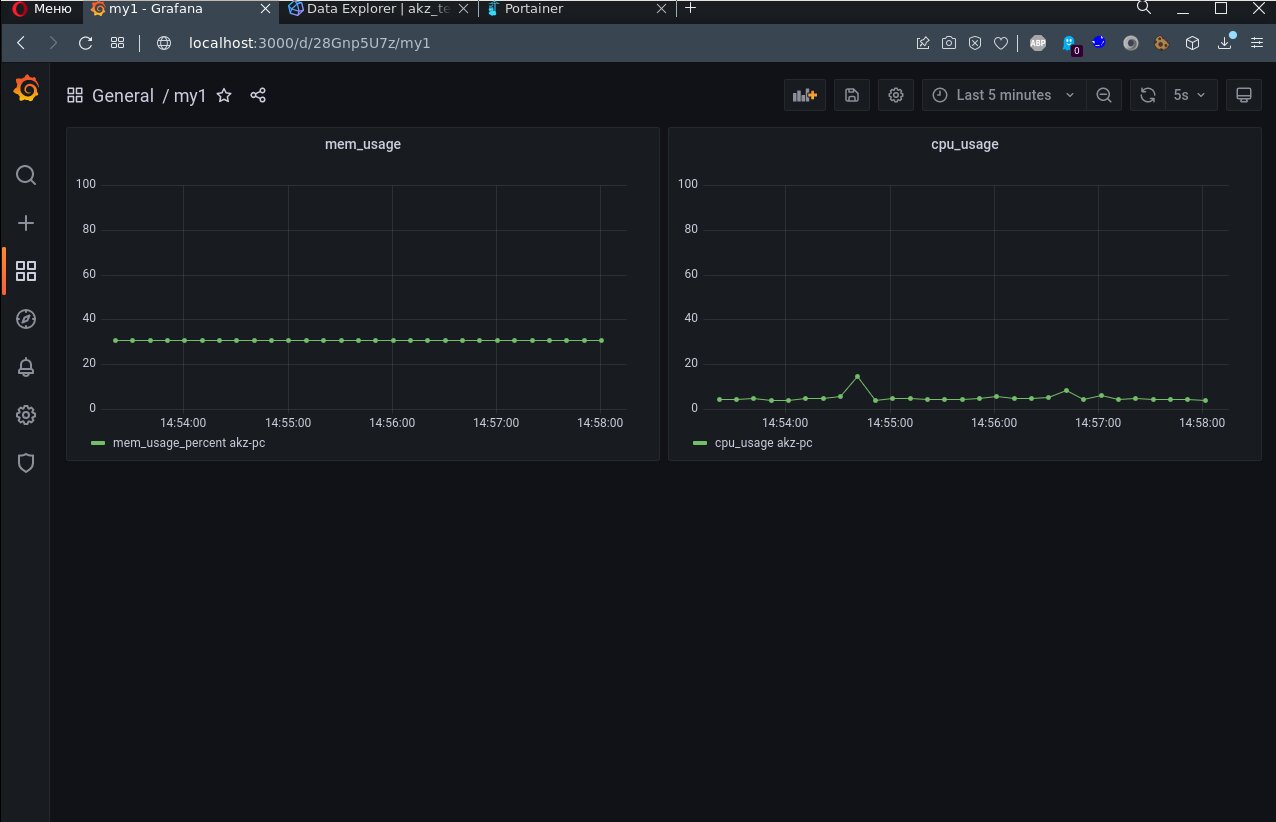 Меню my1 - Grafana Data Explorer | akz_te Portainer
localhost:3000/d/28Gnp5U7z/my1 ABP 0
General / my1 Last 5 minutes 5s
mem_usage
100
80
60
40
20
0
14:54:00 14:55:00 14:56:00 14:57:00 14:58:00
mem_usage_percent akz-pc
cpu_usage
100
80
60
40
20
0
14:54:00 14:55:00 14:56:00 14:57:00 14:58:00
cpu_usage akz-pc